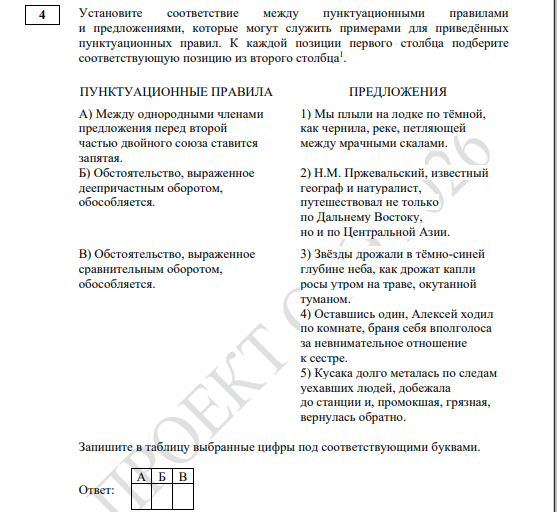 4
Установите соответствие между пунктуационными правилами
и предложениями, которые могут служить примерами для приведённых
пунктуационных правил. К каждой позиции первого столбца подберите
соответствующую позицию из второго столбца¹.
ПУНКТУАЦИОННЫЕ ПРАВИЛА
А) Между однородными членами
предложения перед второй
частью двойного союза ставится
запятая.
Б) Обстоятельство, выраженное
деепричастным оборотом,
обособляется.
В) Обстоятельство, выраженное
сравнительным оборотом,
обособляется.
ПРЕДЛОЖЕНИЯ
1) Мы плыли на лодке по тёмной,
как чернила, реке, петляющей
между мрачными скалами.
2) Н.М. Пржевальский, известный
географ и натуралист,
путешествовал не только
по Дальнему Востоку,
но и по Центральной Азии.
3) Звёзды дрожали в тёмно-синей
глубине неба, как дрожат капли
росы утром на траве, окутанной
туманом.
4) Оставшись один, Алексей ходил
по комнате, браня себя вполголоса
за невнимательное отношение
к сестре.
5) Кусака долго металась по следам
уехавших людей, добежала
до станции и, промокшая, грязная,
вернулась обратно.
Запишите в таблицу выбранные цифры под соответствующими буквами.
Ответ:
А Б В
ПРОЕКТ